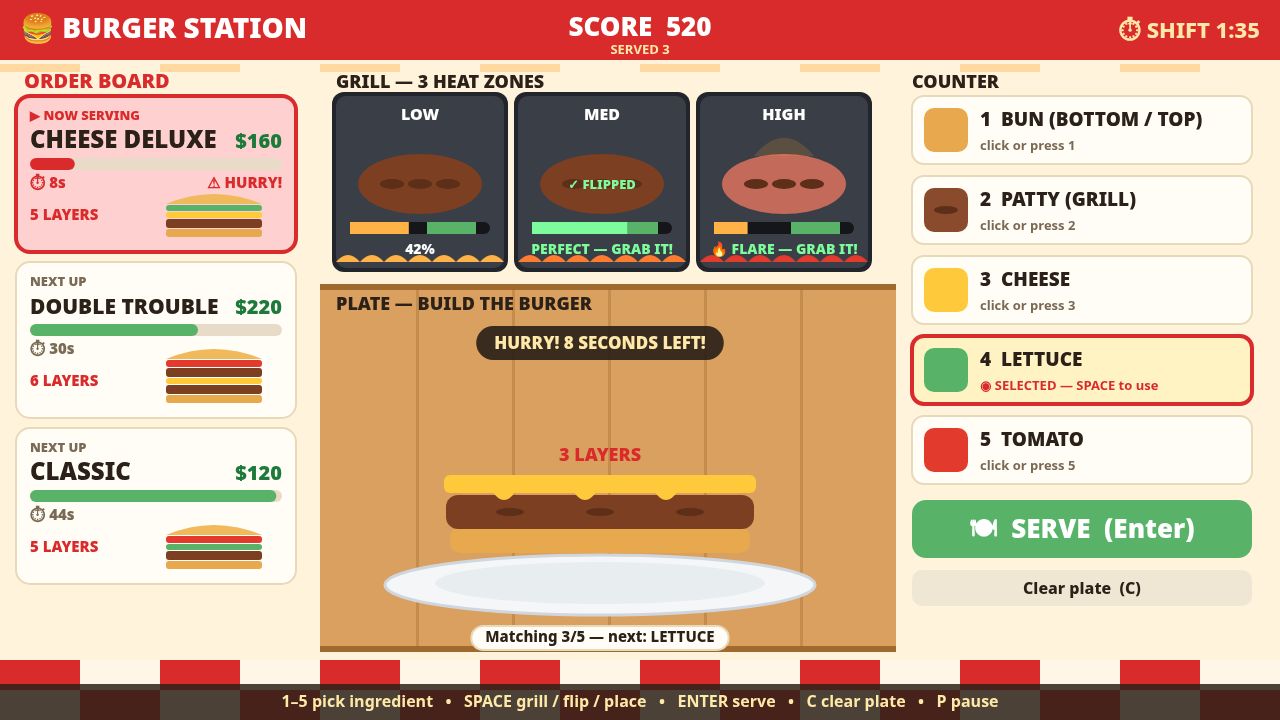 🍔 BURGER STATION
SCORE 520
SERVED 3
⏱ SHIFT 1:35
ORDER BOARD
▶ NOW SERVING
CHEESE DELUXE $160
⏱ 8s ⚠ HURRY!
5 LAYERS
NEXT UP
DOUBLE TROUBLE $220
⏱ 30s
6 LAYERS
NEXT UP
CLASSIC $120
⏱ 44s
5 LAYERS
GRILL — 3 HEAT ZONES
LOW
42%
MED
✓ FLIPPED
PERFECT — GRAB IT!
HIGH
🔥 FLARE — GRAB IT!
PLATE — BUILD THE BURGER
HURRY! 8 SECONDS LEFT!
3 LAYERS
Matching 3/5 — next: LETTUCE
COUNTER
1 BUN (BOTTOM / TOP)
click or press 1
2 PATTY (GRILL)
click or press 2
3 CHEESE
click or press 3
4 LETTUCE
◉ SELECTED — SPACE to use
5 TOMATO
click or press 5
🍽 SERVE (Enter)
Clear plate (C)
1–5 pick ingredient • SPACE grill / flip / place • ENTER serve • C clear plate • P pause